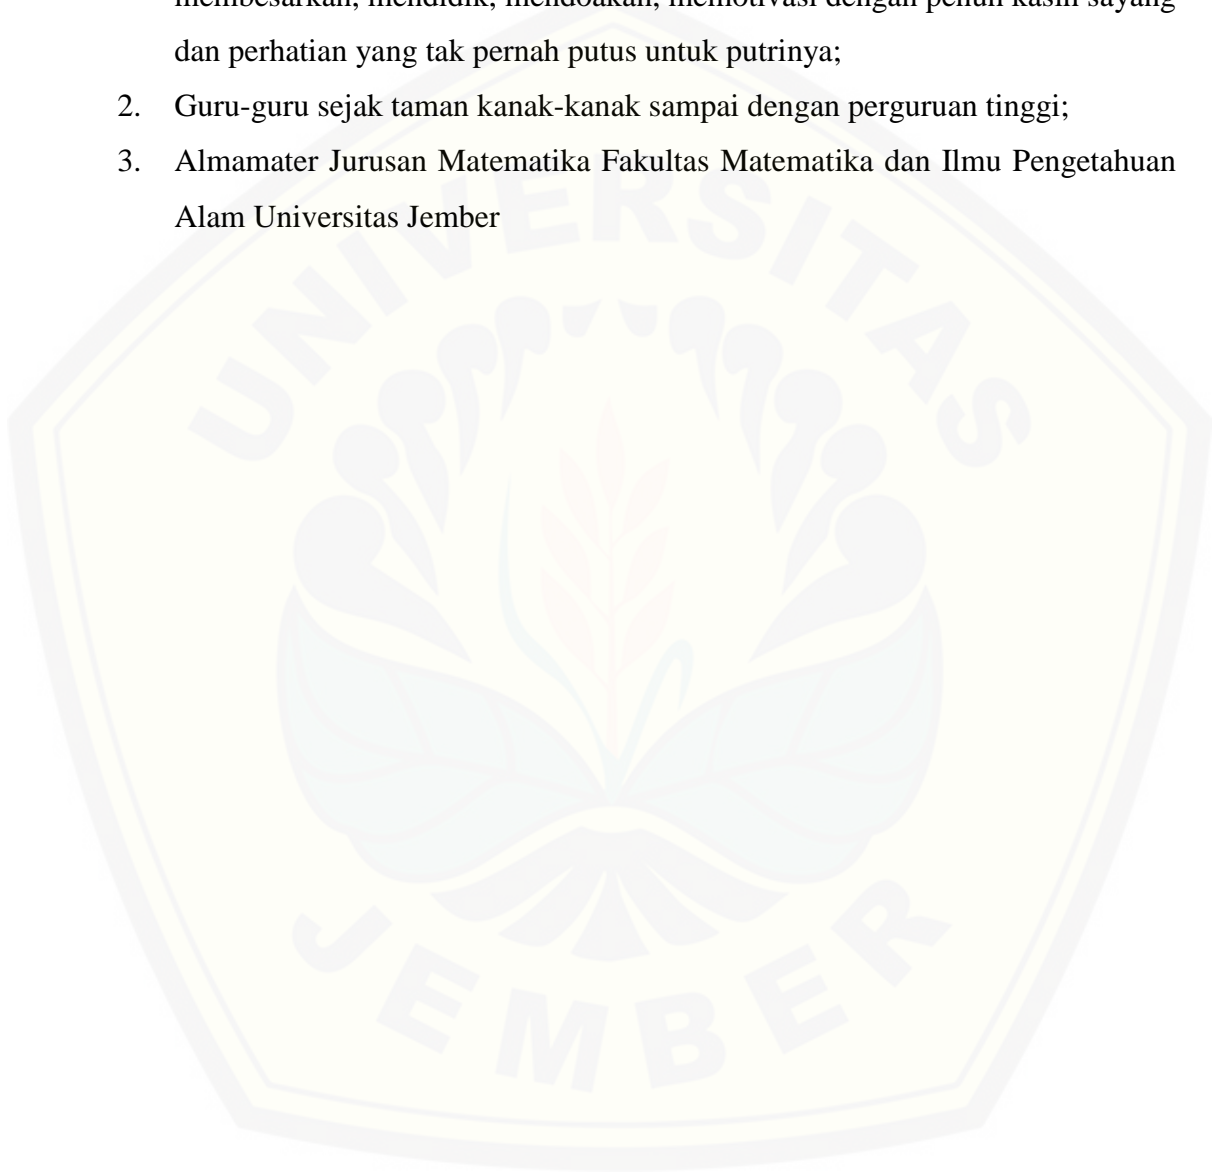 membesarkan, mendidik, mendoakan, memotivasi dengan penuh kasih sayang
dan perhatian yang tak pernah putus untuk putrinya;
2. Guru-guru sejak taman kanak-kanak sampai dengan perguruan tinggi;
3. Almamater Jurusan Matematika Fakultas Matematika dan Ilmu Pengetahuan
Alam Universitas Jember
UNIVERSITAS
JEMBER